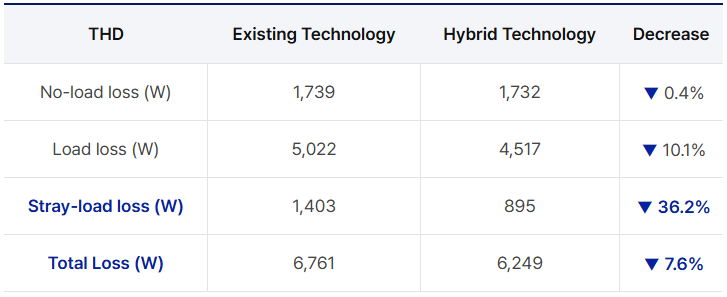 THD Existing Technology Hybrid Technology Decrease
No-load loss (W) 1,739 1,732 ▼ 0.4%
Load loss (W) 5,022 4,517 ▼ 10.1%
Stray-load loss (W) 1,403 895 ▼ 36.2%
Total Loss (W) 6,761 6,249 ▼ 7.6%